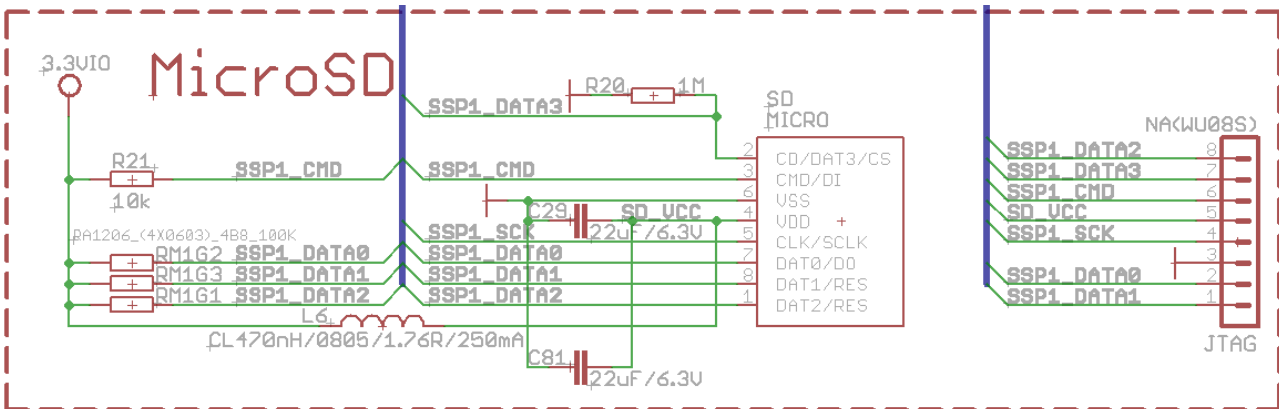 3.3VIO
MicroSD
R20
1M
SSP1_DATA3
SD
MICRO
NA(WU08S)
R21
SSP1_CMD
10k
SSP1_CMD
2 CD/DAT3/CS
3 CMD/DI
6 VSS
4 VDD
5 CLK/SCLK
7 DAT0/DO
8 DAT1/RES
1 DAT2/RES
C29
SD_VCC
22uF/6.3V
SSP1_SCK
RA1206_(4X0603)_4B8_100K
RM1G2 SSP1_DATA0
SSP1_DATA0
RM1G3 SSP1_DATA1
SSP1_DATA1
RM1G1 SSP1_DATA2
SSP1_DATA2
L6
CL470nH/0805/1.76R/250mA
C81
22uF/6.3V
SSP1_DATA2 8
SSP1_DATA3 7
SSP1_CMD 6
SD_VCC 5
SSP1_SCK 4
3
SSP1_DATA0 2
SSP1_DATA1 1
JTAG